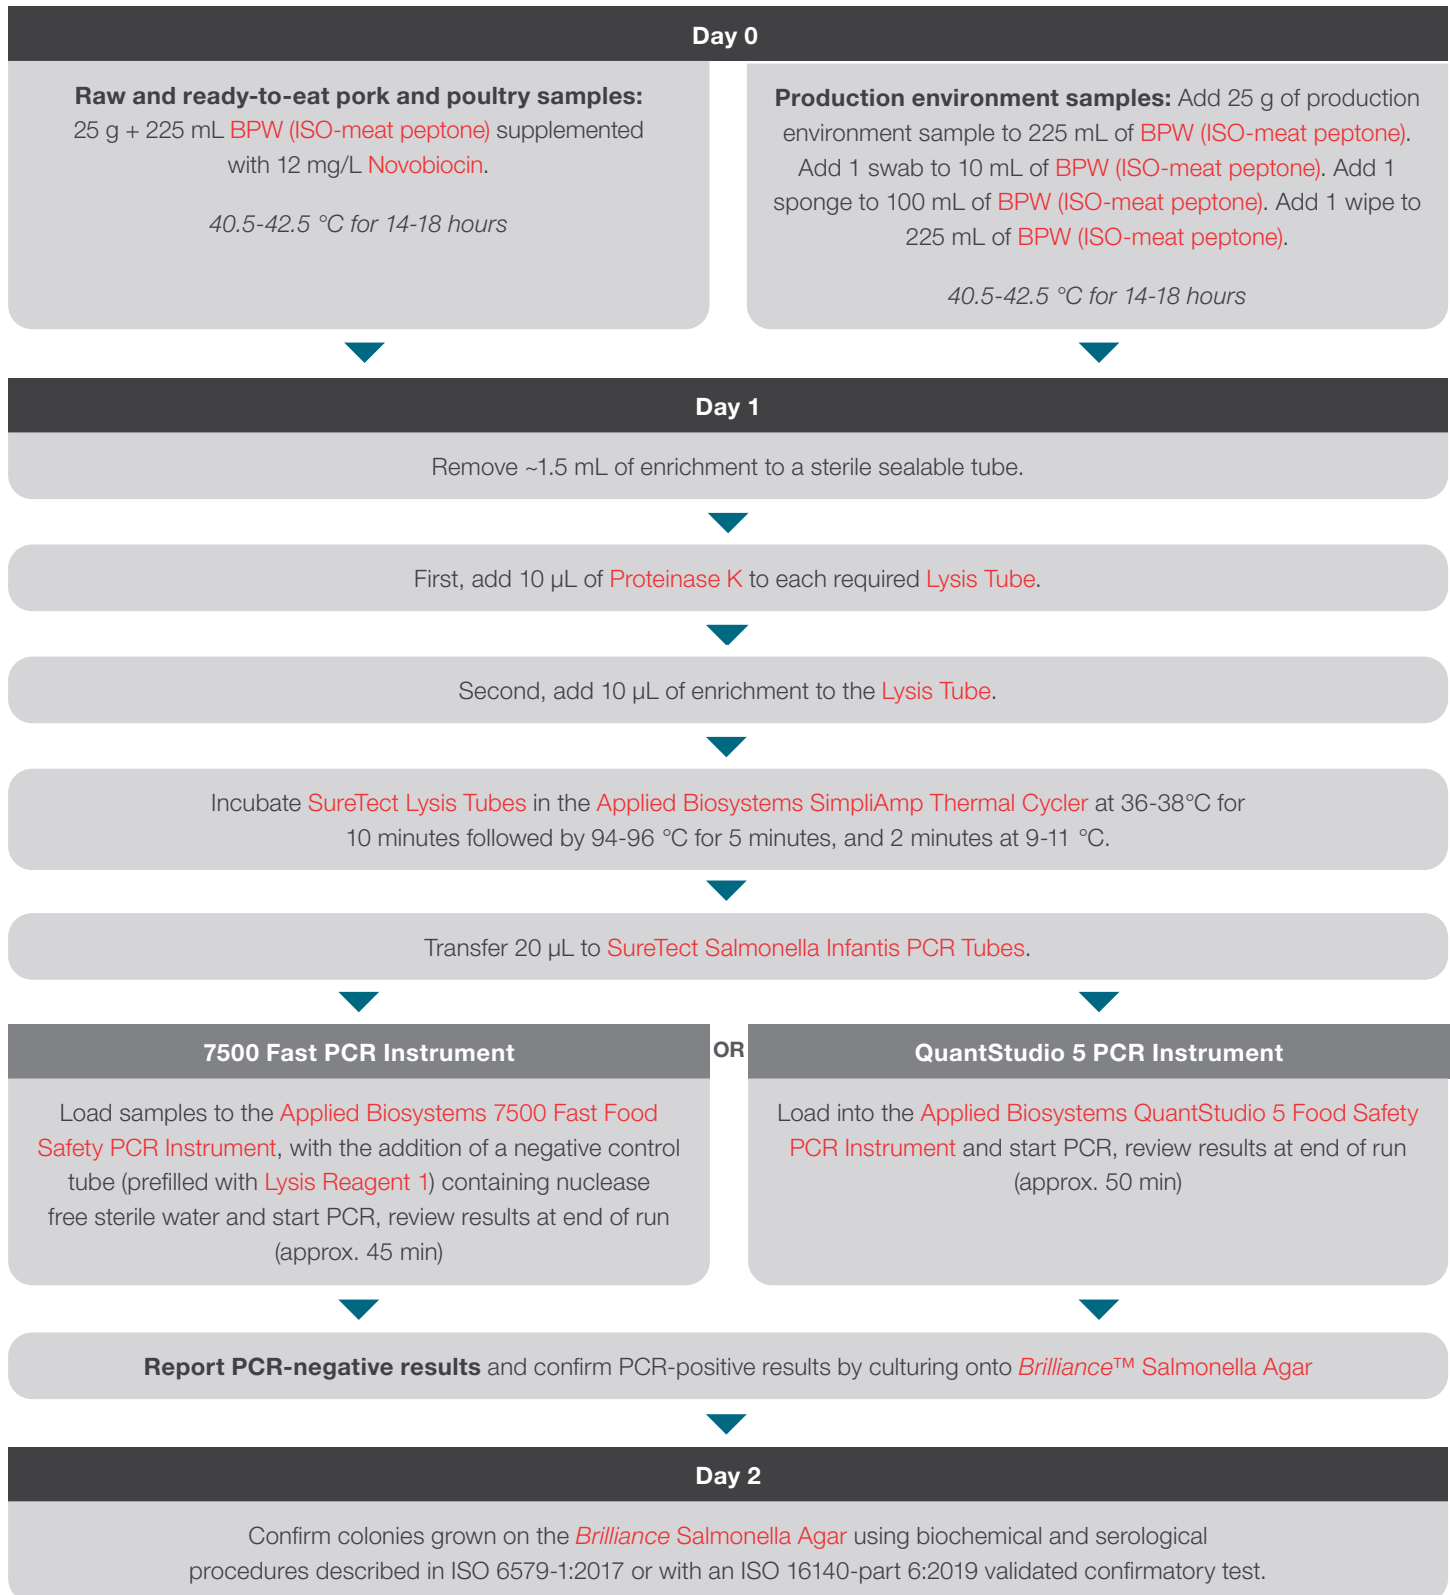 Day 0
Raw and ready-to-eat pork and poultry samples:
25 g + 225 mL BPW (ISO-meat peptone) supplemented
with 12 mg/L Novobiocin.
40.5-42.5 °C for 14-18 hours
Production environment samples: Add 25 g of production
environment sample to 225 mL of BPW (ISO-meat peptone).
Add 1 swab to 10 mL of BPW (ISO-meat peptone). Add 1
sponge to 100 mL of BPW (ISO-meat peptone). Add 1 wipe to
225 mL of BPW (ISO-meat peptone).
40.5-42.5 °C for 14-18 hours
Day 1
Remove ~1.5 mL of enrichment to a sterile sealable tube.
First, add 10 µL of Proteinase K to each required Lysis Tube.
Second, add 10 µL of enrichment to the Lysis Tube.
Incubate SureTect Lysis Tubes in the Applied Biosystems SimpliAmp Thermal Cycler at 36-38°C for
10 minutes followed by 94-96 °C for 5 minutes, and 2 minutes at 9-11 °C.
Transfer 20 µL to SureTect Salmonella Infantis PCR Tubes.
7500 Fast PCR Instrument
Load samples to the Applied Biosystems 7500 Fast Food
Safety PCR Instrument, with the addition of a negative control
tube (prefilled with Lysis Reagent 1) containing nuclease
free sterile water and start PCR, review results at end of run
(approx. 45 min)
OR
QuantStudio 5 PCR Instrument
Load into the Applied Biosystems QuantStudio 5 Food Safety
PCR Instrument and start PCR, review results at end of run
(approx. 50 min)
Report PCR-negative results and confirm PCR-positive results by culturing onto Brilliance™ Salmonella Agar
Day 2
Confirm colonies grown on the Brilliance Salmonella Agar using biochemical and serological
procedures described in ISO 6579-1:2017 or with an ISO 16140-part 6:2019 validated confirmatory test.